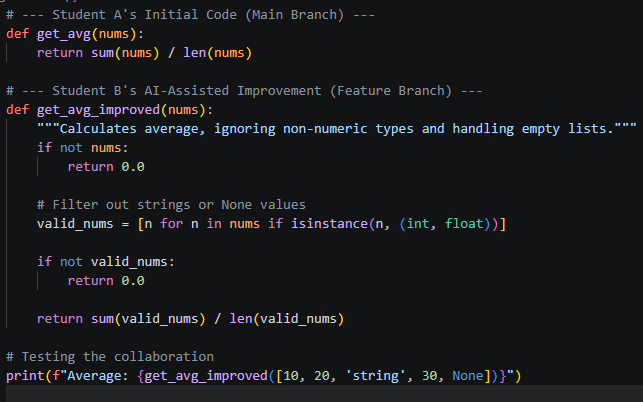 # --- Student A's Initial Code (Main Branch) ---
def get_avg(nums):
    return sum(nums) / len(nums)

# --- Student B's AI-Assisted Improvement (Feature Branch) ---
def get_avg_improved(nums):
    """Calculates average, ignoring non-numeric types and handling empty lists."""
    if not nums:
        return 0.0

    # Filter out strings or None values
    valid_nums = [n for n in nums if isinstance(n, (int, float))]

    if not valid_nums:
        return 0.0

    return sum(valid_nums) / len(valid_nums)

# Testing the collaboration
print(f"Average: {get_avg_improved([10, 20, 'string', 30, None])}")